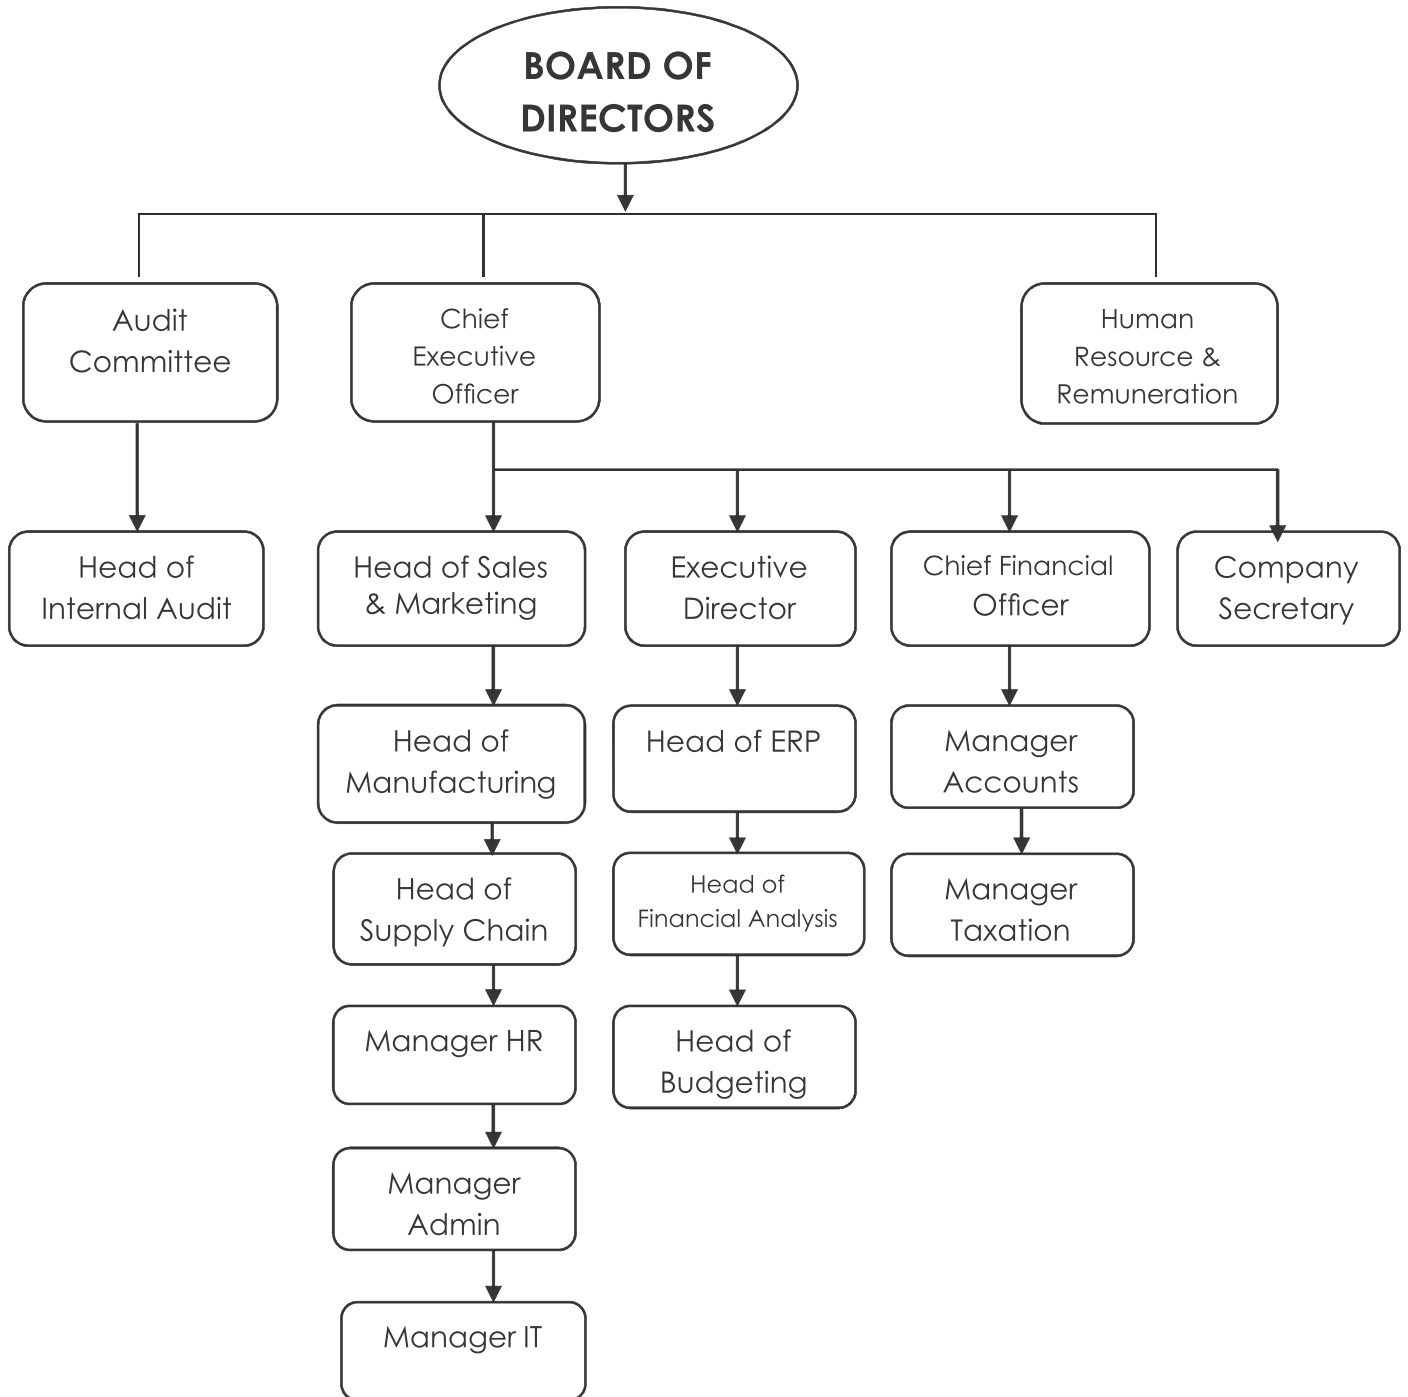 BOARD OF
DIRECTORS
Audit
Committee
Chief
Executive
Officer
Human
Resource &
Remuneration
Head of
Internal Audit
Head of Sales
& Marketing
Executive
Director
Chief Financial
Officer
Company
Secretary
Head of
Manufacturing
Head of ERP
Manager
Accounts
Head of
Supply Chain
Head of
Financial Analysis
Manager
Taxation
Manager HR
Head of
Budgeting
Manager
Admin
Manager IT